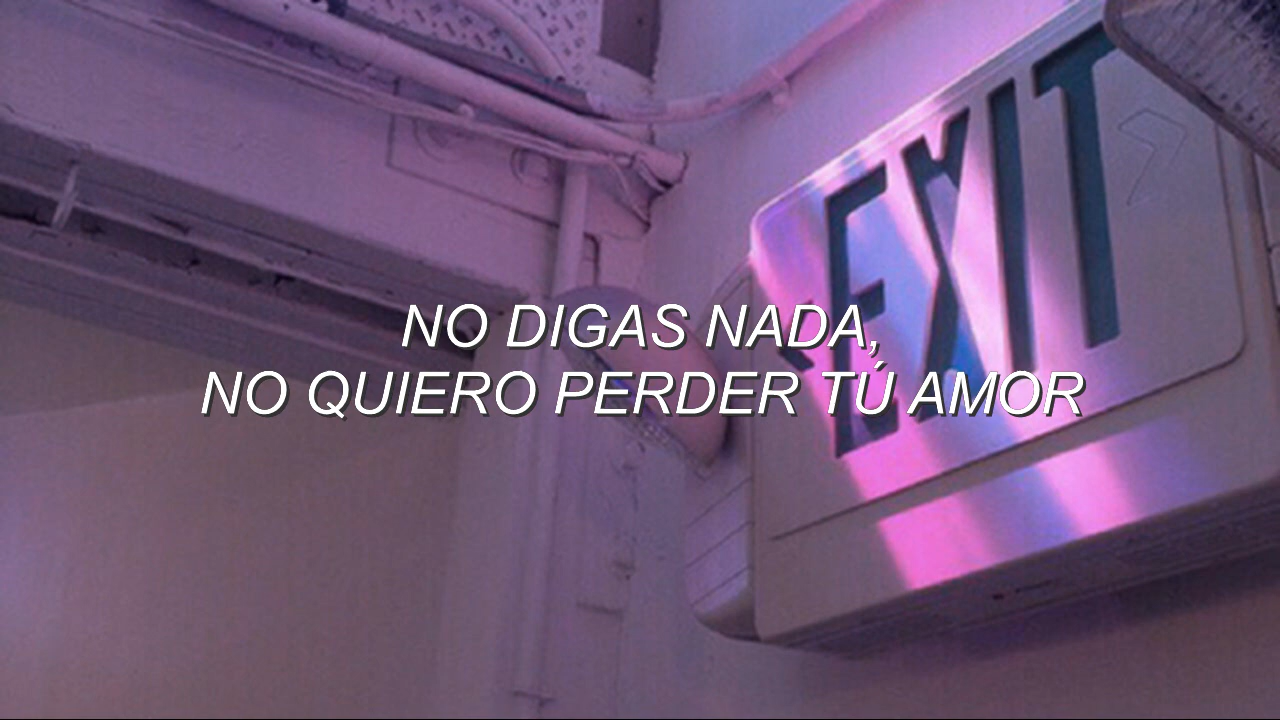 EXIT
NO DIGAS NADA,
NO QUIERO PERDER TÚ AMOR